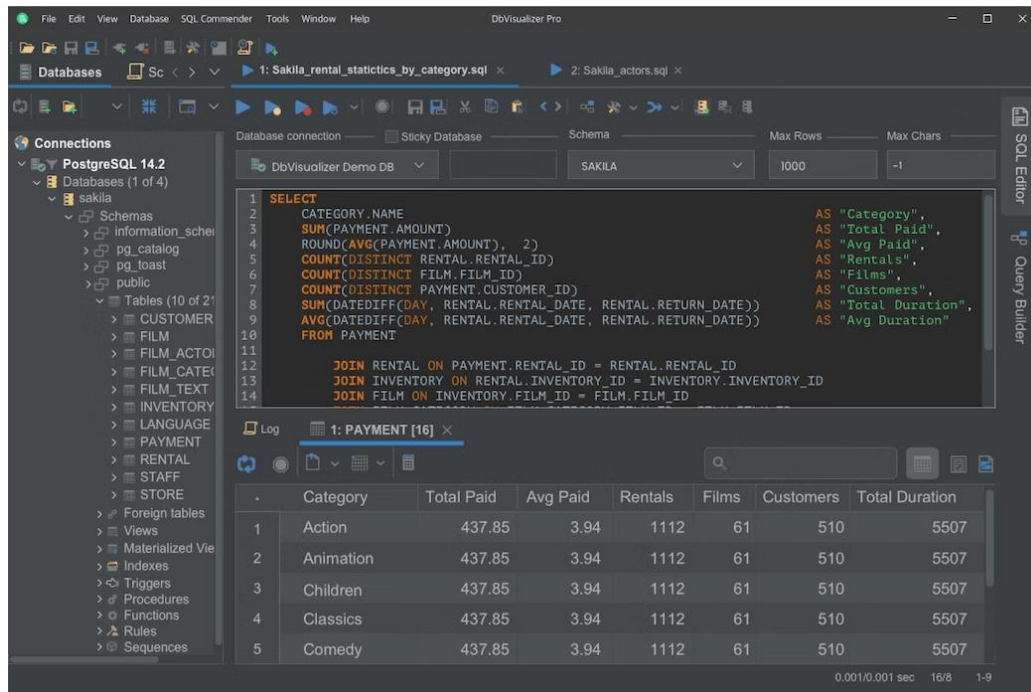 File Edit View Database SQL Commender Tools Window Help DbVisualizer Pro
Databases Sc 1: Sakila_rental_statictics_by_category.sql 2: Sakila_actors.sql
Connections
PostgreSQL 14.2
Databases (1 of 4)
sakila
Schemas
information_schei
pg_catalog
pg_toast
public
Tables (10 of 21
CUSTOMER
FILM
FILM_ACTO
FILM_CATE
FILM_TEXT
INVENTORY
LANGUAGE
PAYMENT
RENTAL
STAFF
STORE
Foreign tables
Views
Materialized Vie
Indexes
Triggers
Procedures
Functions
Rules
Sequences
Database connection Sticky Database Schema Max Rows Max Chars
DbVisualizer Demo DB SAKILA 1000 -1
1 SELECT
2 CATEGORY.NAME AS "Category",
3 SUM(PAYMENT.AMOUNT) AS "Total Paid",
4 ROUND(AVG(PAYMENT.AMOUNT), 2) AS "Avg Paid",
5 COUNT(DISTINCT RENTAL.RENTAL_ID) AS "Rentals",
6 COUNT(DISTINCT FILM.FILM_ID) AS "Films",
7 COUNT(DISTINCT PAYMENT.CUSTOMER_ID) AS "Customers",
8 SUM(DATEDIFF(DAY, RENTAL.RENTAL_DATE, RENTAL.RETURN_DATE)) AS "Total Duration",
9 AVG(DATEDIFF(DAY, RENTAL.RENTAL_DATE, RENTAL.RETURN_DATE)) AS "Avg Duration"
10 FROM PAYMENT
11
12 JOIN RENTAL ON PAYMENT.RENTAL_ID = RENTAL.RENTAL_ID
13 JOIN INVENTORY ON RENTAL.INVENTORY_ID = INVENTORY.INVENTORY_ID
14 JOIN FILM ON INVENTORY.FILM_ID = FILM.FILM_ID
Log 1: PAYMENT [16]
Category Total Paid Avg Paid Rentals Films Customers Total Duration
1 Action 437.85 3.94 1112 61 510 5507
2 Animation 437.85 3.94 1112 61 510 5507
3 Children 437.85 3.94 1112 61 510 5507
4 Classics 437.85 3.94 1112 61 510 5507
5 Comedy 437.85 3.94 1112 61 510 5507
0.001/0.001 sec 16/8 1-9
SQL Editor
Query Builder